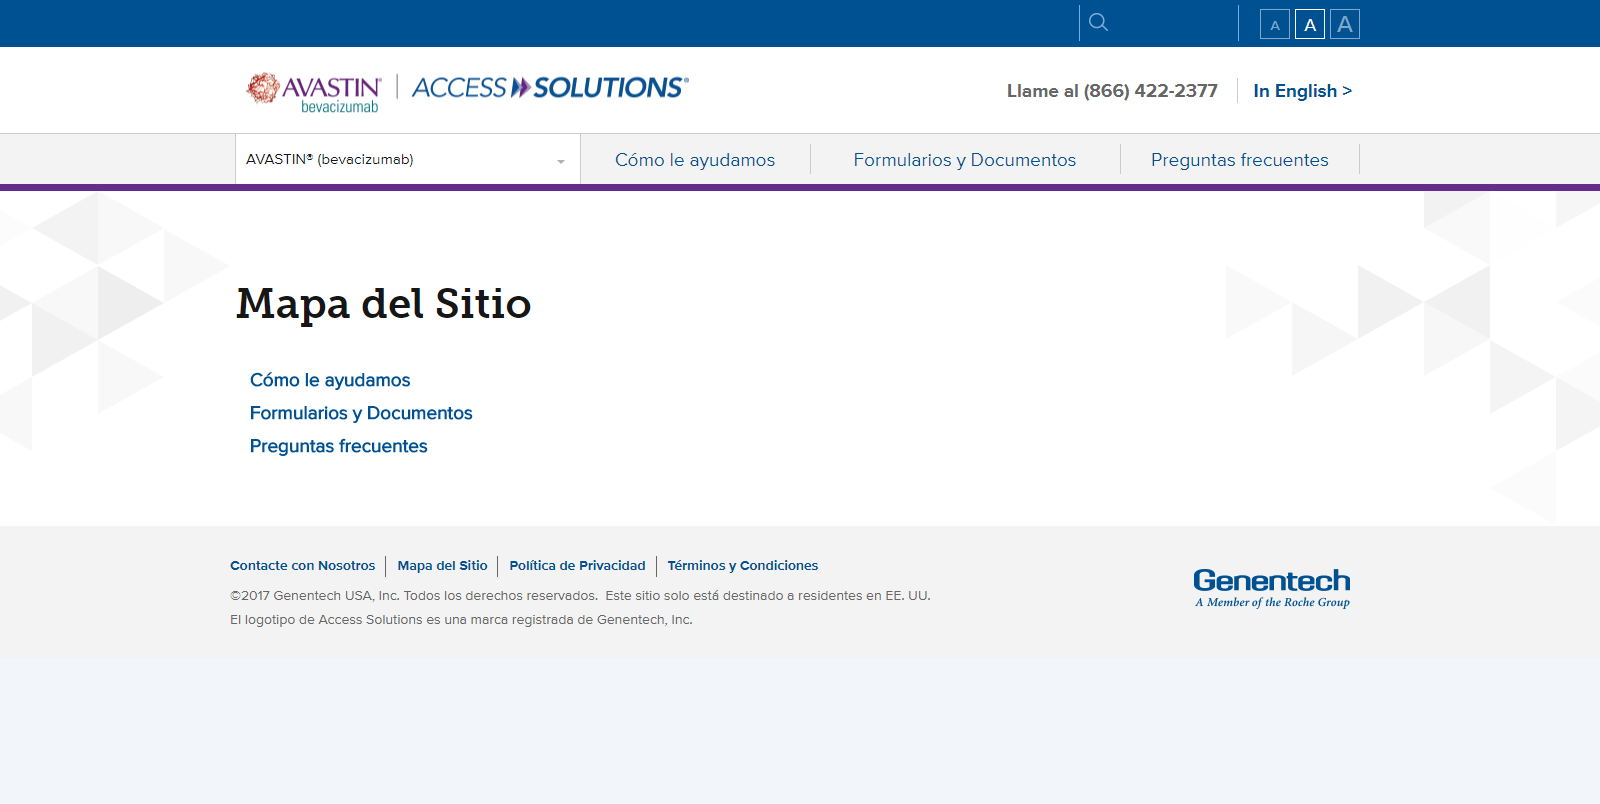 A A A
AVASTIN® bevacizumab | ACCESS SOLUTIONS®
Llame al (866) 422-2377 In English >
AVASTIN® (bevacizumab) Cómo le ayudamos Formularios y Documentos Preguntas frecuentes
Mapa del Sitio
Cómo le ayudamos
Formularios y Documentos
Preguntas frecuentes
Contacte con Nosotros Mapa del Sitio Política de Privacidad Términos y Condiciones
©2017 Genentech USA, Inc. Todos los derechos reservados. Este sitio solo está destinado a residentes en EE. UU.
El logotipo de Access Solutions es una marca registrada de Genentech, Inc.
Genentech
A Member of the Roche Group